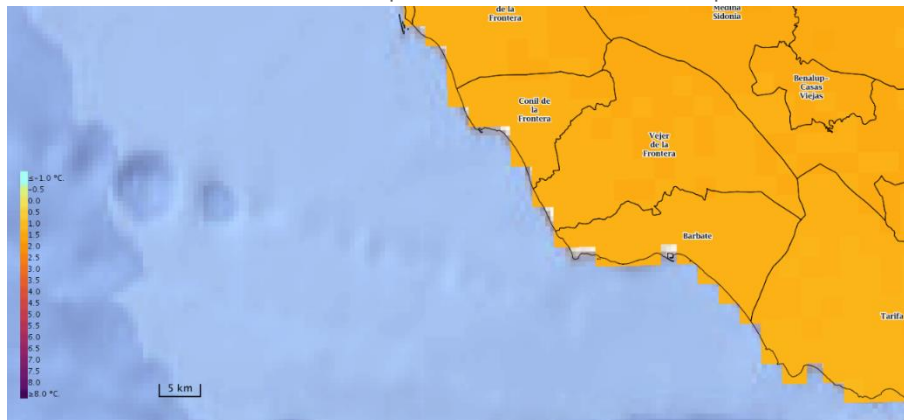 de la
Frontera
Medina
Sidonia
Benalup-
Casas
Viejas
Conil de
la
Frontera
Vejer
de la
Frontera
Barbate
Tarifa
≤-1.0 °C.
-0.5
0.0
0.5
1.0
1.5
2.0
2.5
3.0
3.5
4.0
4.5
5.0
5.5
6.0
6.5
7.0
7.5
8.0
≥8.0 °C.
5 km